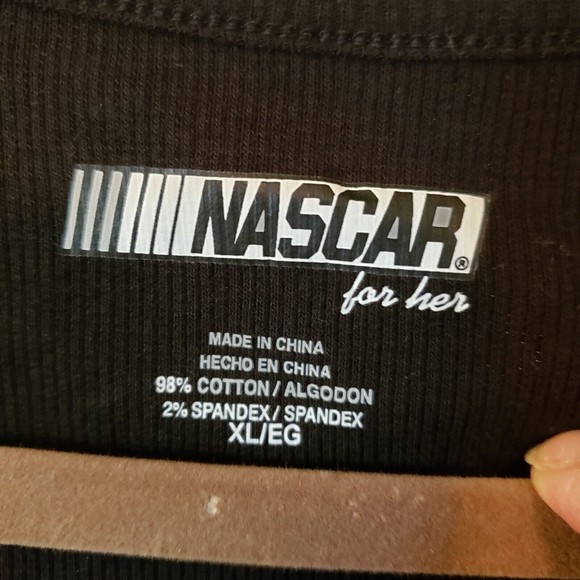 NASCAR®
for her
MADE IN CHINA
HECHO EN CHINA
98% COTTON / ALGODON
2% SPANDEX / SPANDEX
XL/EG